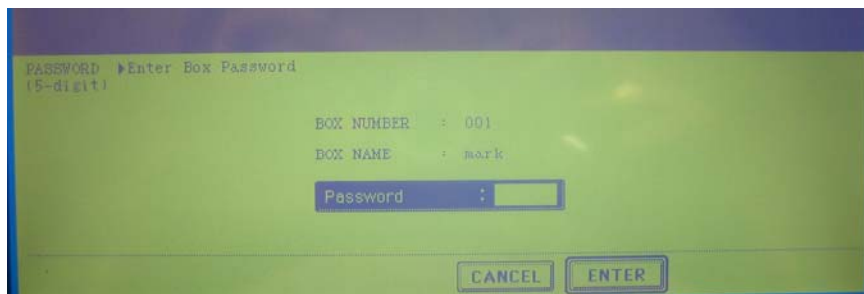 PASSWORD ▶Enter Box Password
(5-digit)
BOX NUMBER : 001
BOX NAME : mark
Password :
CANCEL ENTER